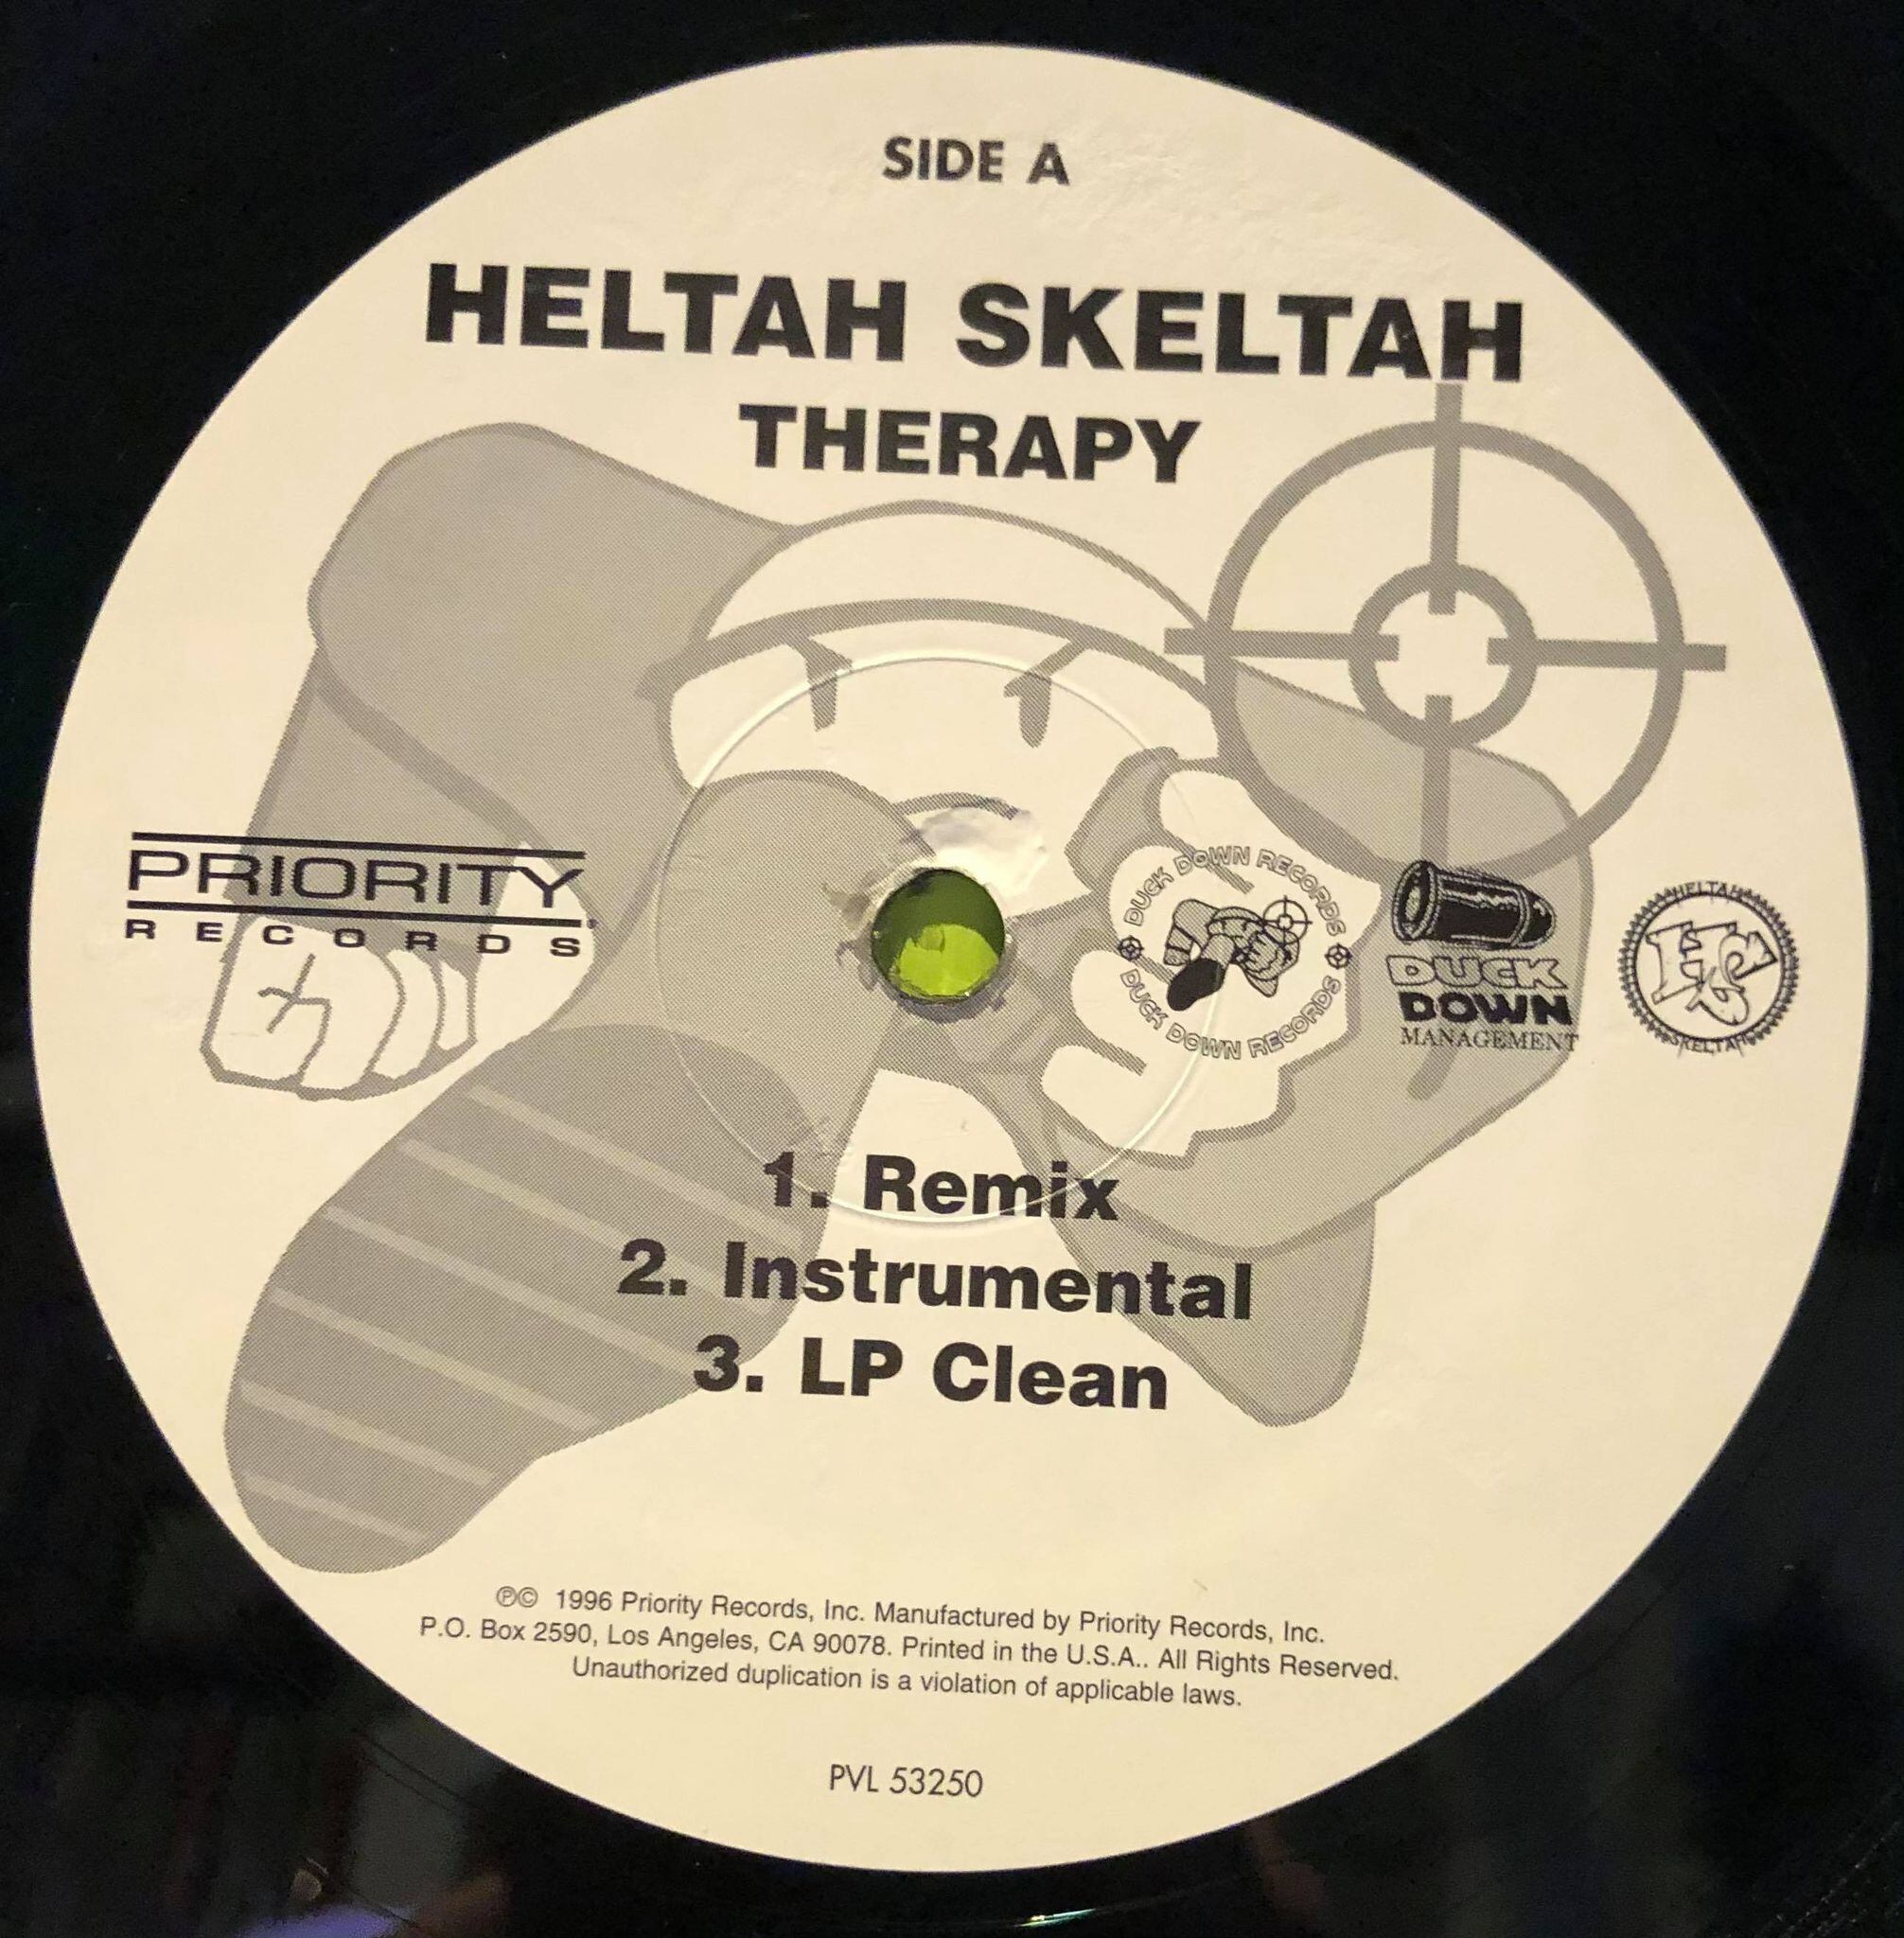 SIDE A
HELTAH SKELTAH
THERAPY
PRIORITY
RECORDS®
DUCK DOWN RECORDS
DUCK DOWN RECORDS
DUCK
DOWN
MANAGEMENT
HELTAH
HS
SKELTAH
1. Remix
2. Instrumental
3. LP Clean
℗© 1996 Priority Records, Inc. Manufactured by Priority Records, Inc.
P.O. Box 2590, Los Angeles, CA 90078. Printed in the U.S.A.. All Rights Reserved.
Unauthorized duplication is a violation of applicable laws.
PVL 53250